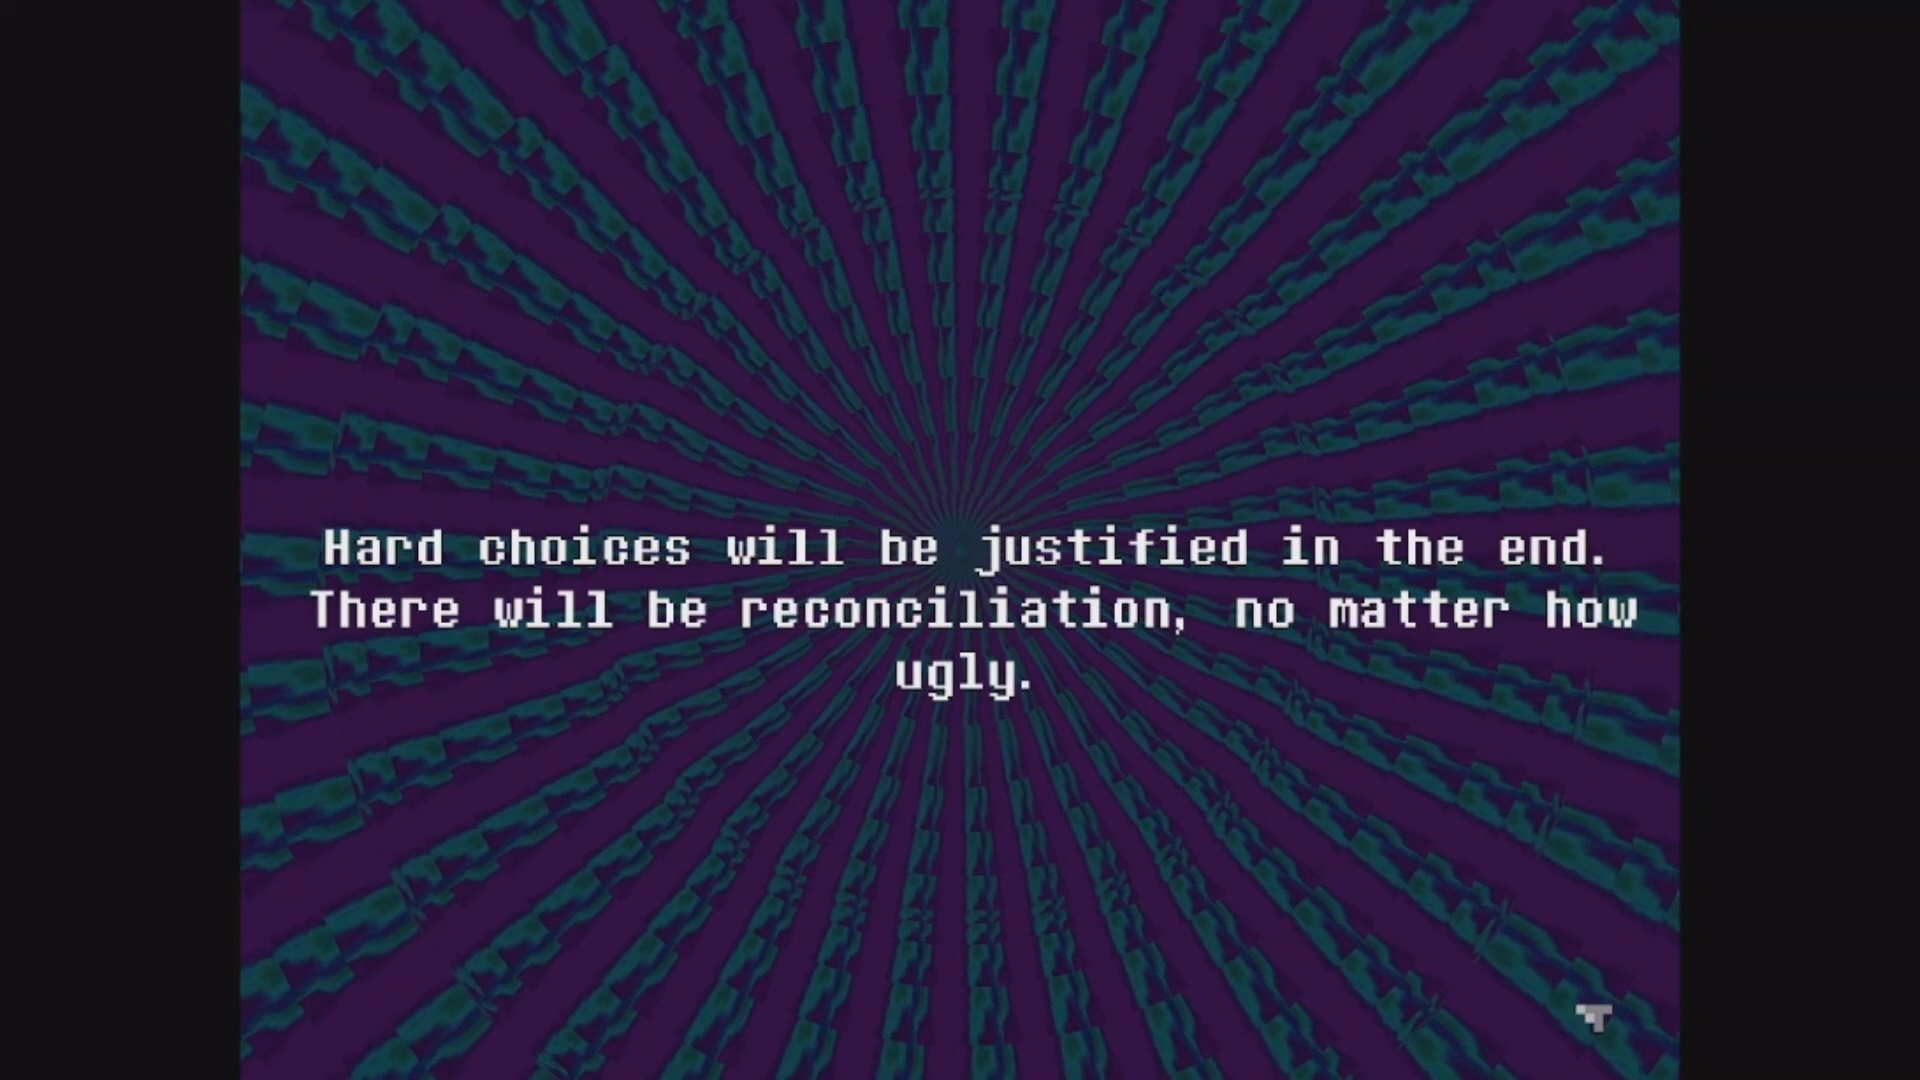 Hard choices will be justified in the end.
There will be reconciliation, no matter how
ugly.